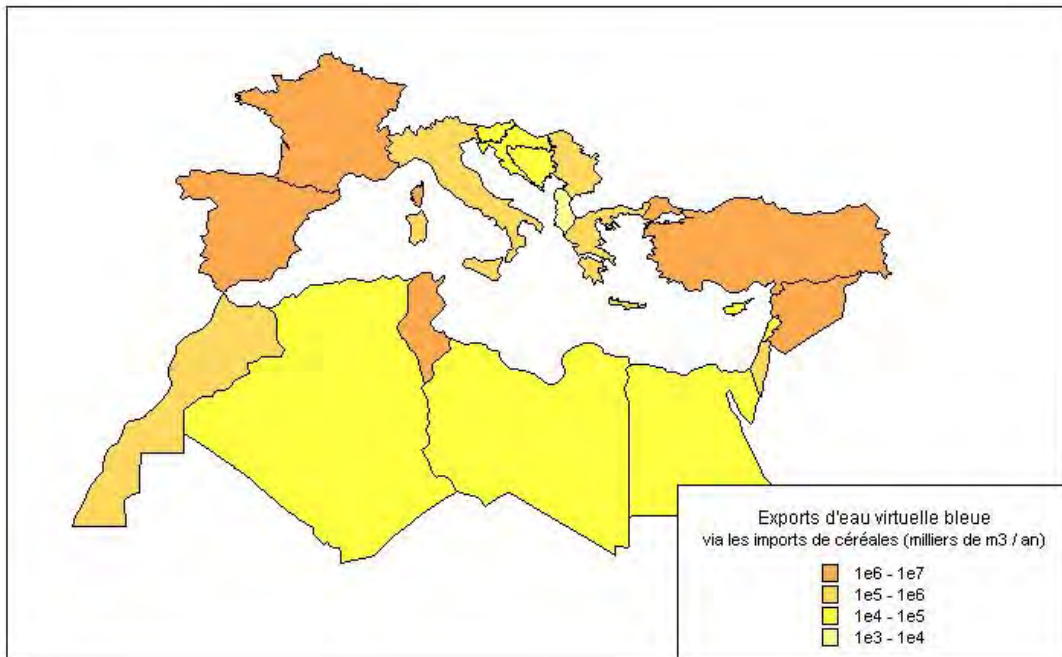 Exports d'eau virtuelle bleue
via les imports de céréales (milliers de m3 / an)
1e6 - 1e7
1e5 - 1e6
1e4 - 1e5
1e3 - 1e4